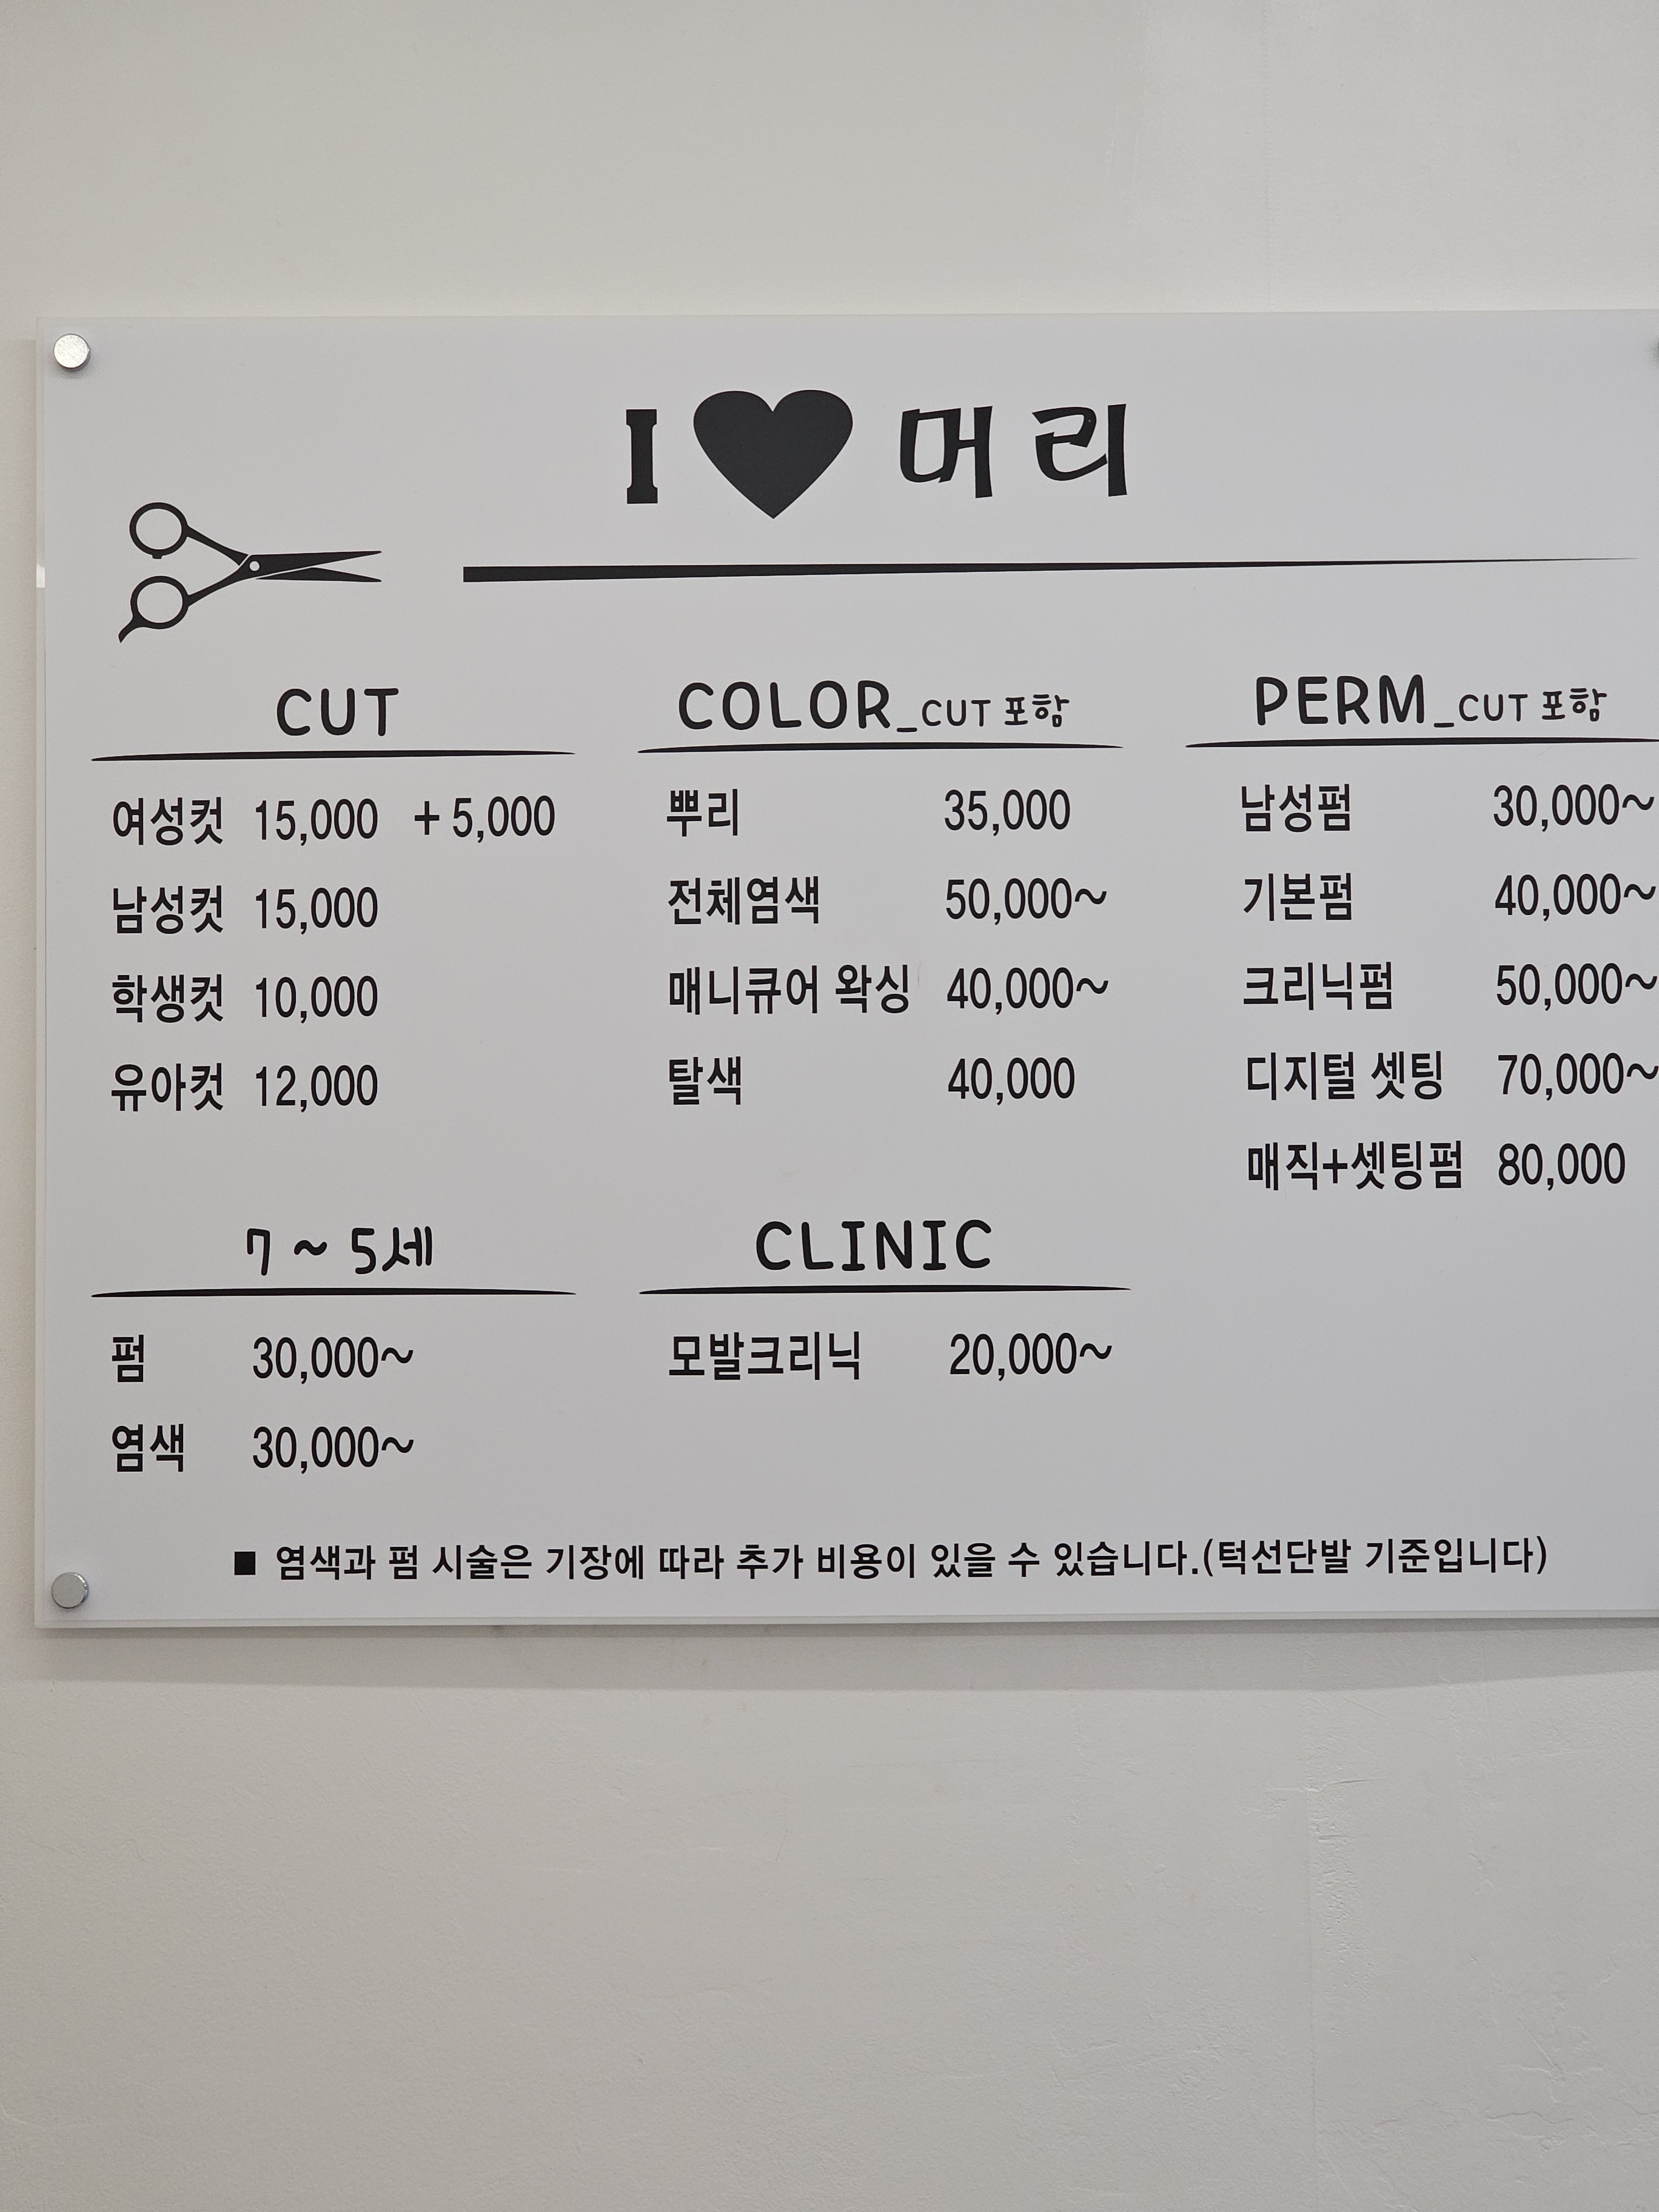 I ♥ 머리
CUT
여성컷 15,000 + 5,000
남성컷 15,000
학생컷 10,000
유아컷 12,000
COLOR_CUT 포함
뿌리 35,000
전체염색 50,000~
매니큐어 왁싱 40,000~
탈색 40,000
PERM_CUT 포함
남성펌 30,000~
기본펌 40,000~
크리닉펌 50,000~
디지털 셋팅 70,000~
매직+셋팅펌 80,000
7 ~ 5세
펌 30,000~
염색 30,000~
CLINIC
모발크리닉 20,000~
■ 염색과 펌 시술은 기장에 따라 추가 비용이 있을 수 있습니다.(턱선단발 기준입니다)